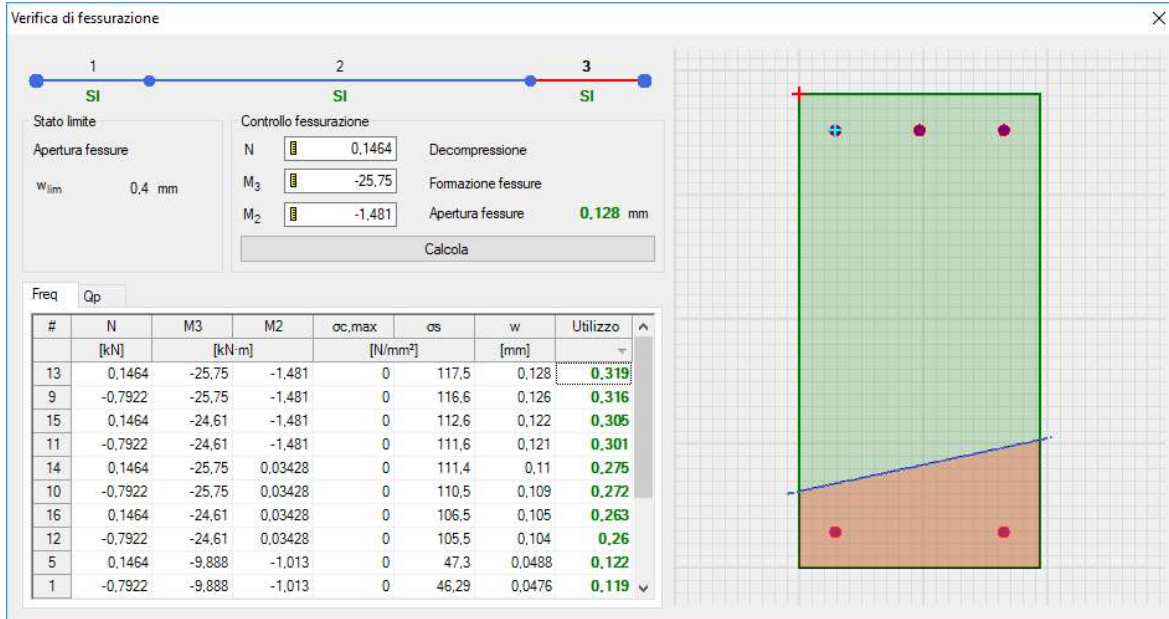 Verifica di fessurazione
1 2 3
SI SI SI
Stato limite
Apertura fessure
wlim 0,4 mm
Controllo fessurazione
N 0,1464 Decompressione
M3 -25,75 Formazione fessure
M2 -1,481 Apertura fessure 0,128 mm
Calcola
Freq Qp
# N M3 M2 σc,max σs w Utilizzo
[kN] [kN·m] [N/mm²] [mm]
13 0,1464 -25,75 -1,481 0 117,5 0,128 0,319
9 -0,7922 -25,75 -1,481 0 116,6 0,126 0,316
15 0,1464 -24,61 -1,481 0 112,6 0,122 0,305
11 -0,7922 -24,61 -1,481 0 111,6 0,121 0,301
14 0,1464 -25,75 0,03428 0 111,4 0,11 0,275
10 -0,7922 -25,75 0,03428 0 110,5 0,109 0,272
16 0,1464 -24,61 0,03428 0 106,5 0,105 0,263
12 -0,7922 -24,61 0,03428 0 105,5 0,104 0,26
5 0,1464 -9,888 -1,013 0 47,3 0,0488 0,122
1 -0,7922 -9,888 -1,013 0 46,29 0,0476 0,119